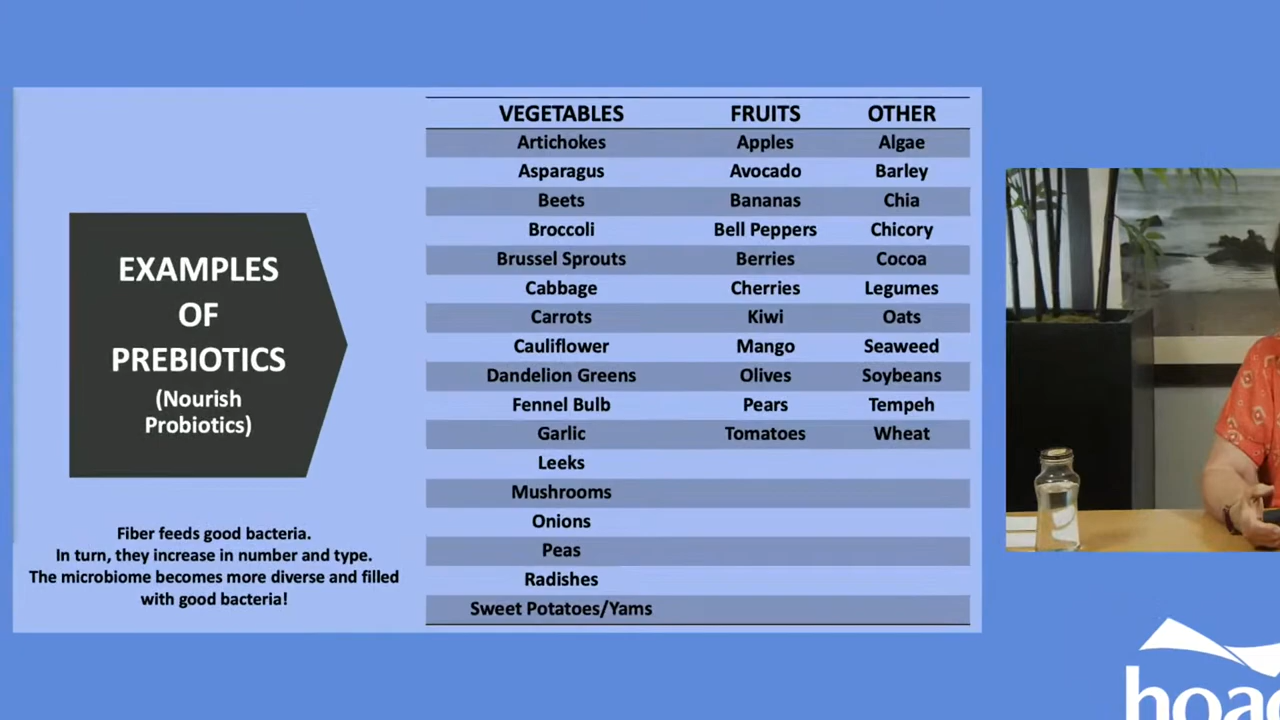 EXAMPLES
OF
PREBIOTICS
(Nourish
Probiotics)
Fiber feeds good bacteria.
In turn, they increase in number and type.
The microbiome becomes more diverse and filled
with good bacteria!
VEGETABLES FRUITS OTHER
Artichokes Apples Algae
Asparagus Avocado Barley
Beets Bananas Chia
Broccoli Bell Peppers Chicory
Brussel Sprouts Berries Cocoa
Cabbage Cherries Legumes
Carrots Kiwi Oats
Cauliflower Mango Seaweed
Dandelion Greens Olives Soybeans
Fennel Bulb Pears Tempeh
Garlic Tomatoes Wheat
Leeks
Mushrooms
Onions
Peas
Radishes
Sweet Potatoes/Yams